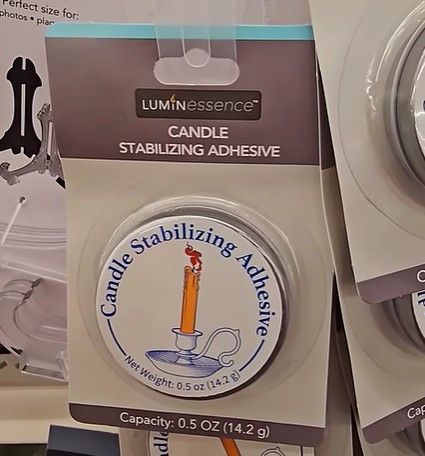 Perfect size for:
photos •
LUMINessence™
CANDLE
STABILIZING ADHESIVE
Candle Stabilizing Adhesive
Net Weight: 0.5 oz (14.2 g)
Capacity: 0.5 OZ (14.2 g)